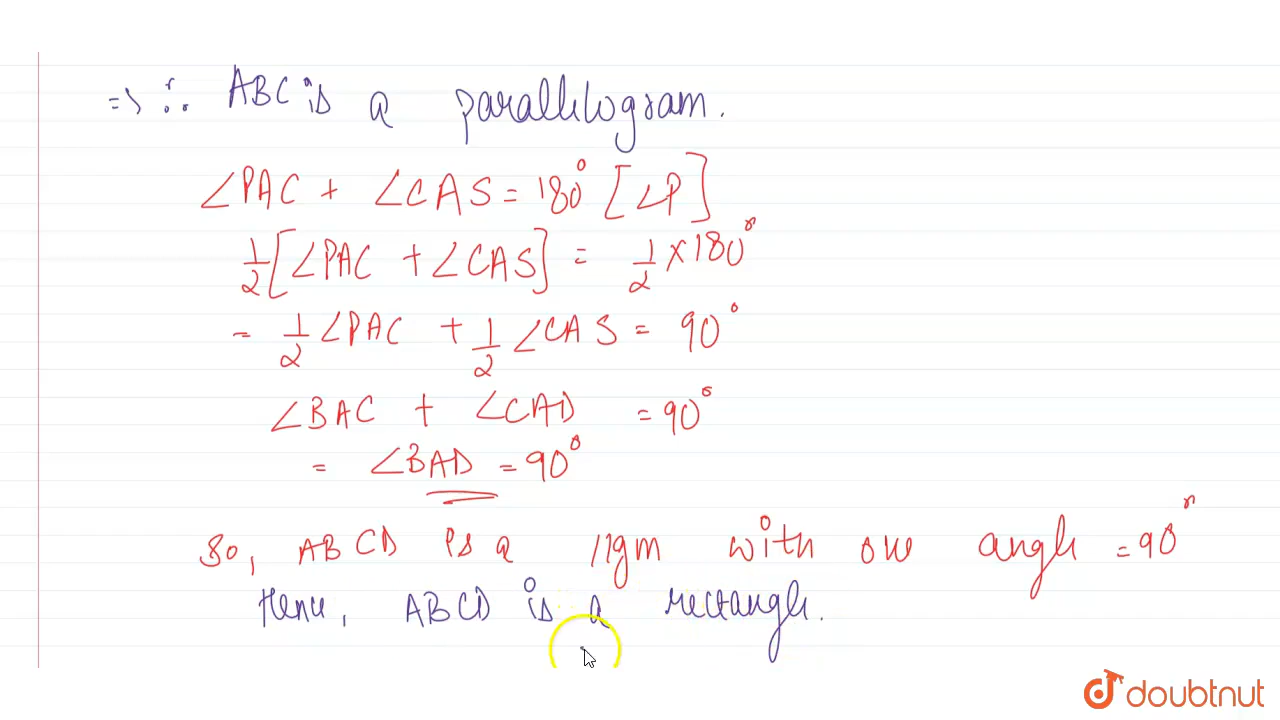 => ∴ ABC is a parallilogram.
∠PAC + ∠CAS = 180° [∠P]
1/2 [∠PAC + ∠CAS] = 1/2 × 180°
= 1/2 ∠PAC + 1/2 ∠CAS = 90°
∠BAC + ∠CAD = 90°
= ∠BAD = 90°
So, ABCD is a ||gm with one angle = 90°
Hence, ABCD is a rectangle.
doubtnut